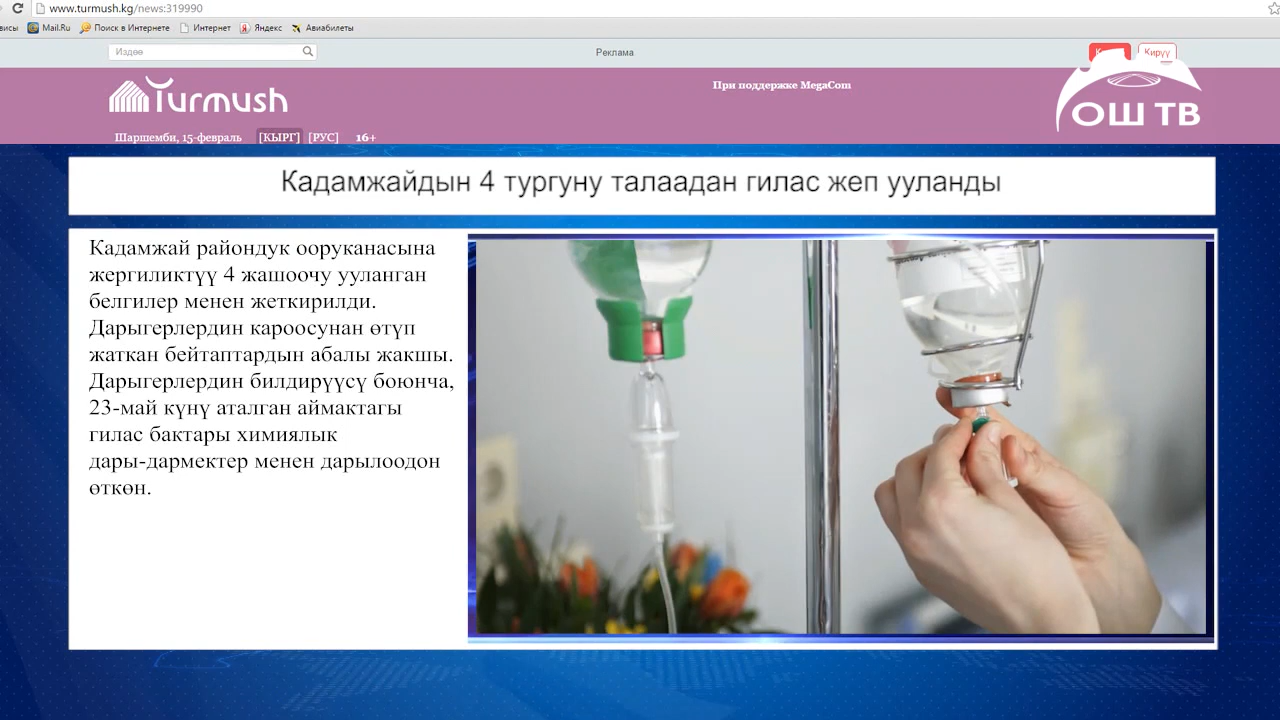 www.turmush.kg/news:319990
висы Mail.Ru Поиск в Интернете Интернет Яндекс Авиабилеты
Издөө Реклама Кирүү
Turmush При поддержке MegaCom
ОШ ТВ
Шаршемби, 15-февраль [КЫРГ] [РУС] 16+
Кадамжайдын 4 тургуну талаадан гилас жеп ууланды
Кадамжай райондук ооруканасына
жергиликтүү 4 жашоочу ууланган
белгилер менен жеткирилди.
Дарыгерлердин кароосунан өтүп
жаткан бейтаптардын абалы жакшы.
Дарыгерлердин билдирүүсү боюнча,
23-май күнү аталган аймактагы
гилас бактары химиялык
дары-дармектер менен дарылоодон
өткөн.